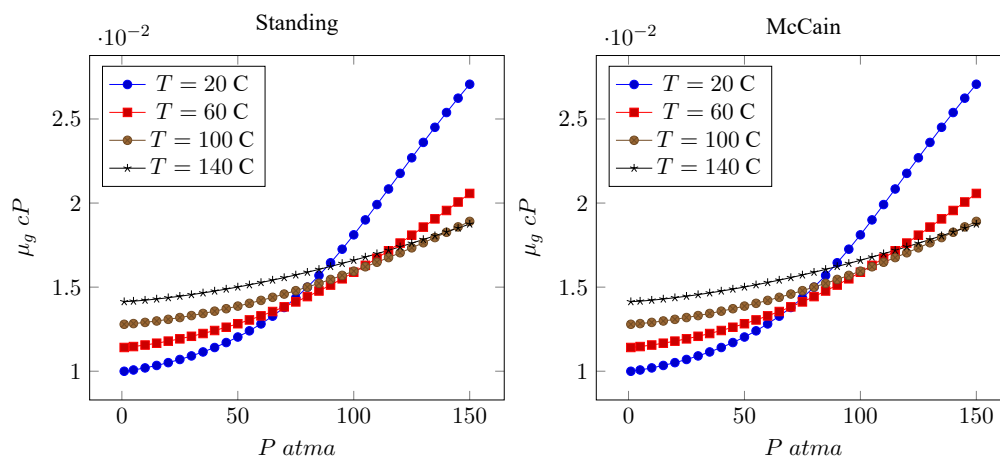 Standing
·10⁻²
T = 20 C
T = 60 C
T = 100 C
T = 140 C
2.5
2
1.5
1
0
50
100
150
μg cP
P atma
McCain
·10⁻²
T = 20 C
T = 60 C
T = 100 C
T = 140 C
2.5
2
1.5
1
0
50
100
150
μg cP
P atma